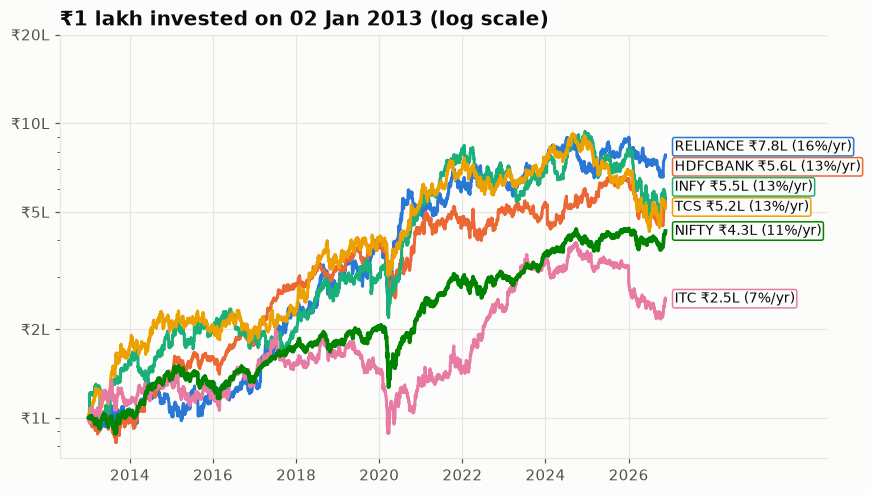 ₹1 lakh invested on 02 Jan 2013 (log scale)
₹20L
₹10L
₹5L
₹2L
₹1L
RELIANCE ₹7.8L (16%/yr)
HDFCBANK ₹5.6L (13%/yr)
INFY ₹5.5L (13%/yr)
TCS ₹5.2L (13%/yr)
NIFTY ₹4.3L (11%/yr)
ITC ₹2.5L (7%/yr)
2014 2016 2018 2020 2022 2024 2026